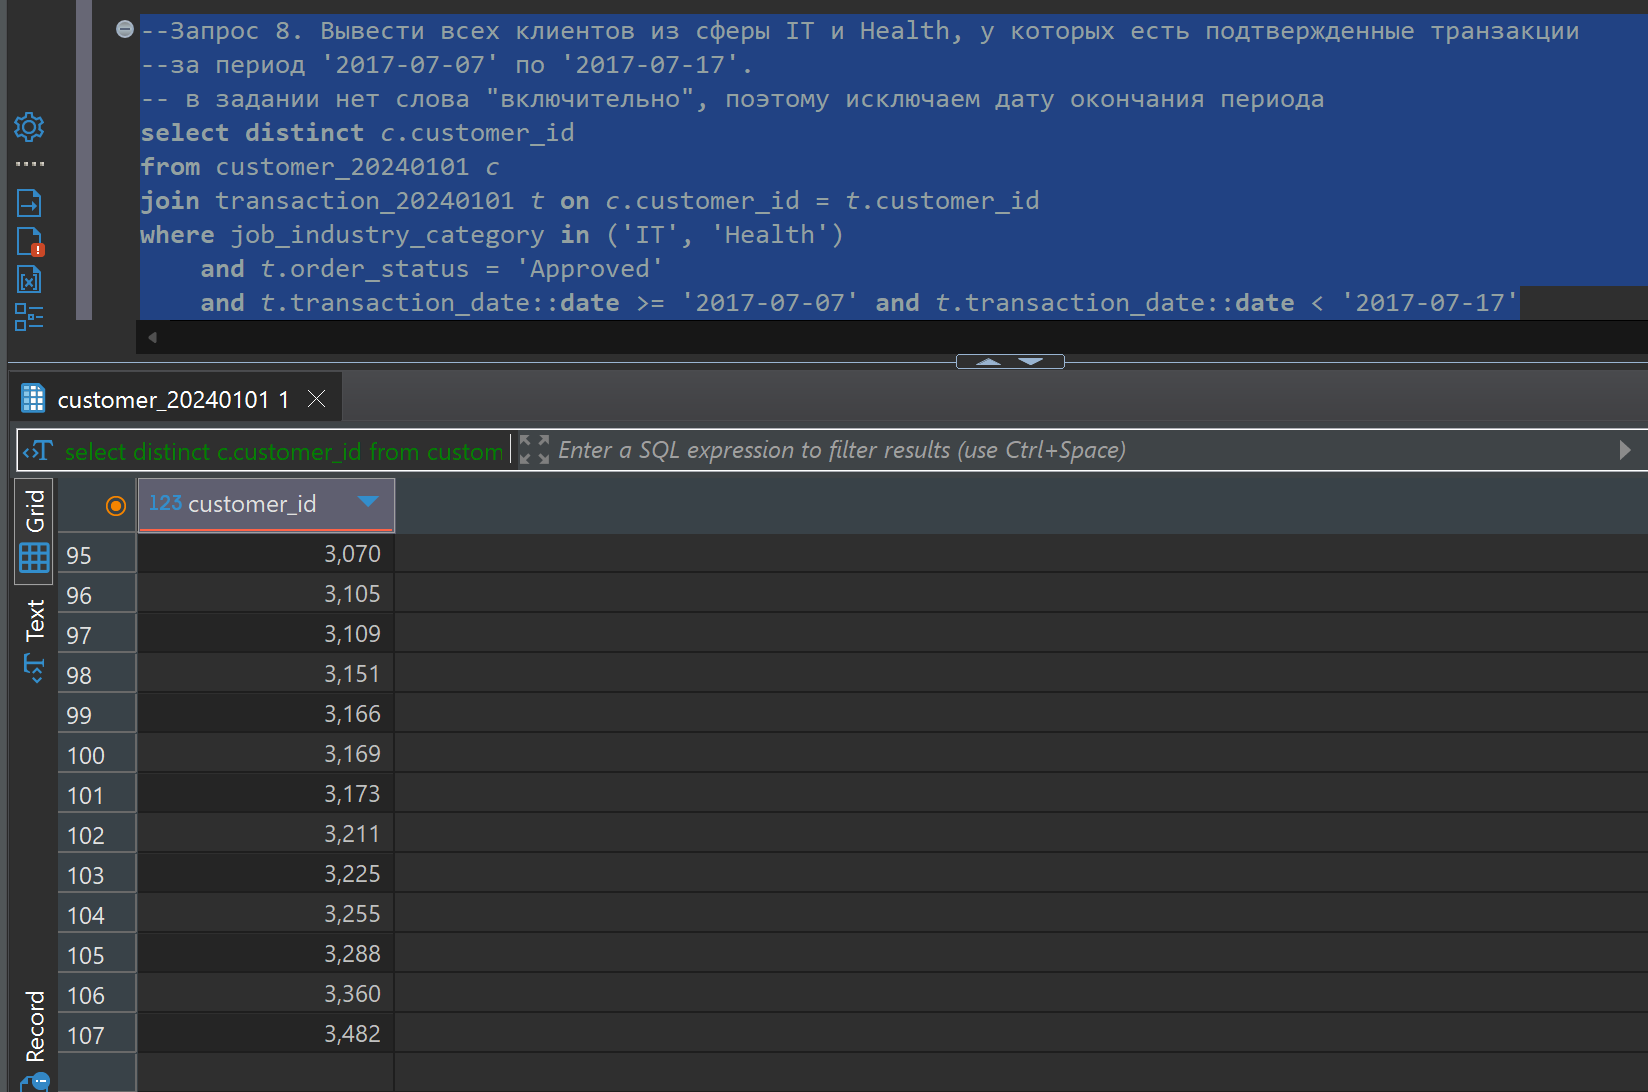 --Запрос 8. Вывести всех клиентов из сферы IT и Health, у которых есть подтвержденные транзакции
--за период '2017-07-07' по '2017-07-17'.
-- в задании нет слова "включительно", поэтому исключаем дату окончания периода
select distinct c.customer_id
from customer_20240101 c
join transaction_20240101 t on c.customer_id = t.customer_id
where job_industry_category in ('IT', 'Health')
    and t.order_status = 'Approved'
    and t.transaction_date::date >= '2017-07-07' and t.transaction_date::date < '2017-07-17'
customer_20240101 1
select distinct c.customer_id from custom
Enter a SQL expression to filter results (use Ctrl+Space)
Grid
Text
Record
123 customer_id
95 3,070
96 3,105
97 3,109
98 3,151
99 3,166
100 3,169
101 3,173
102 3,211
103 3,225
104 3,255
105 3,288
106 3,360
107 3,482